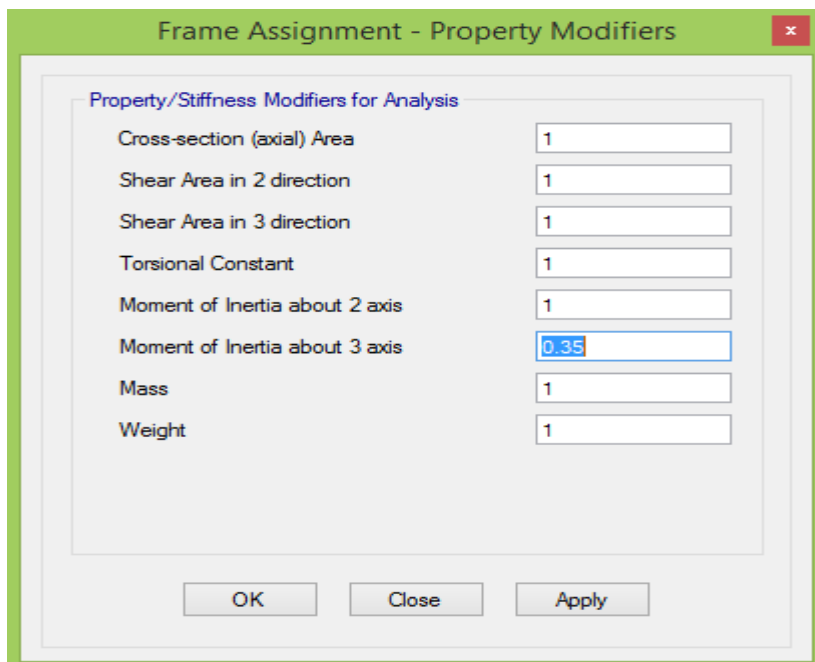 Frame Assignment - Property Modifiers x
Property/Stiffness Modifiers for Analysis
Cross-section (axial) Area 1
Shear Area in 2 direction 1
Shear Area in 3 direction 1
Torsional Constant 1
Moment of Inertia about 2 axis 1
Moment of Inertia about 3 axis 0.35
Mass 1
Weight 1
OK Close Apply